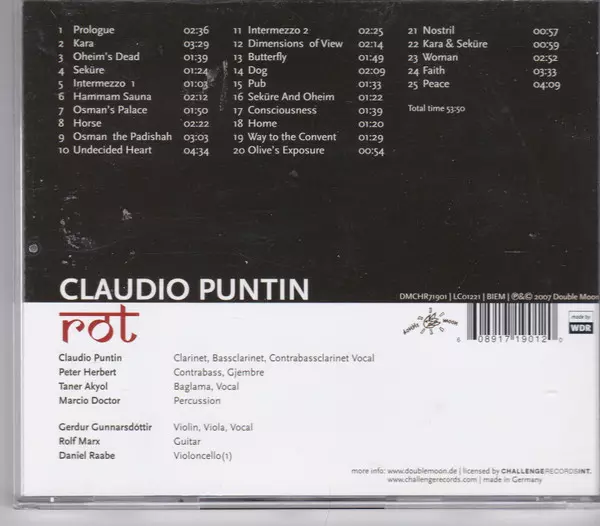 1 Prologue 02:36
2 Kara 03:29
3 Oheim's Dead 01:39
4 Seküre 01:24
5 Intermezzo 1 01:03
6 Hammam Sauna 02:12
7 Osman's Palace 01:50
8 Horse 02:22
9 Osman the Padishah 03:03
10 Undecided Heart 04:34
11 Intermezzo 2 02:25
12 Dimensions of View 02:14
13 Butterfly 01:49
14 Dog 02:09
15 Pub 01:33
16 Seküre And Oheim 01:22
17 Consciousness 01:39
18 Home 01:29
19 Way to the Convent 01:29
20 Olive's Exposure 00:54
21 Nostril 00:57
22 Kara & Seküre 00:59
23 Woman 02:52
24 Faith 03:33
25 Peace 04:09
Total time 53:50
CLAUDIO PUNTIN
rot
DMCHR71901 | LC01221 | BIEM | ℗&© 2007 Double Moon
made by
WDR
6 08917 19012 0
Claudio Puntin Clarinet, Bassclarinet, Contrabassclarinet Vocal
Peter Herbert Contrabass, Gjembre
Taner Akyol Baglama, Vocal
Marcio Doctor Percussion
Gerdur Gunnarsdóttir Violin, Viola, Vocal
Rolf Marx Guitar
Daniel Raabe Violoncello(1)
more info: www.doublemoon.de | licensed by CHALLENGERECORDSINT.
www.challengerecords.com | made in Germany